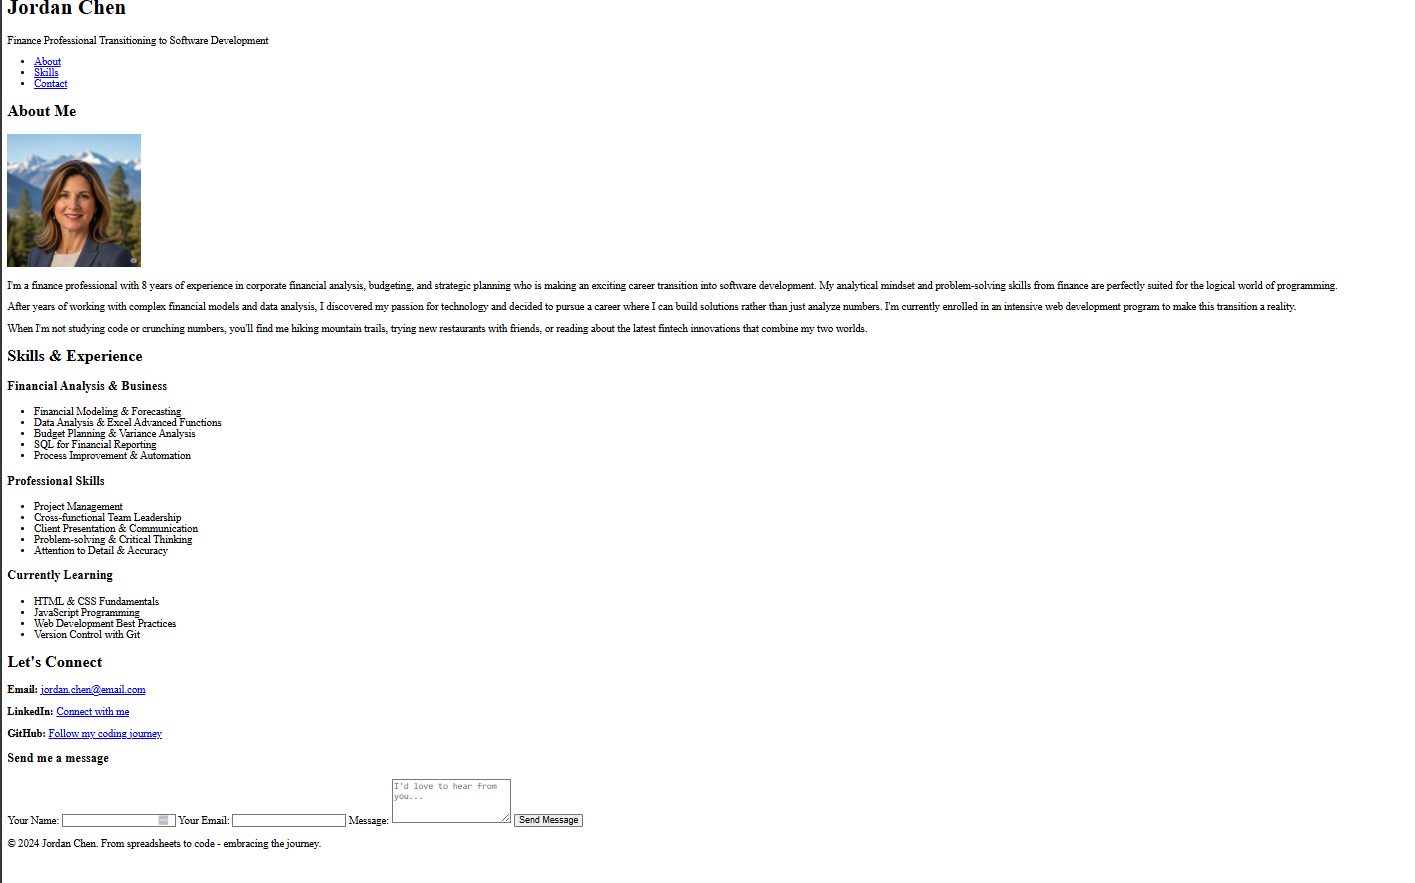 Jordan Chen
Finance Professional Transitioning to Software Development
About
Skills
Contact
About Me
I'm a finance professional with 8 years of experience in corporate financial analysis, budgeting, and strategic planning who is making an exciting career transition into software development. My analytical mindset and problem-solving skills from finance are perfectly suited for the logical world of programming.
After years of working with complex financial models and data analysis, I discovered my passion for technology and decided to pursue a career where I can build solutions rather than just analyze numbers. I'm currently enrolled in an intensive web development program to make this transition a reality.
When I'm not studying code or crunching numbers, you'll find me hiking mountain trails, trying new restaurants with friends, or reading about the latest fintech innovations that combine my two worlds.
Skills & Experience
Financial Analysis & Business
Financial Modeling & Forecasting
Data Analysis & Excel Advanced Functions
Budget Planning & Variance Analysis
SQL for Financial Reporting
Process Improvement & Automation
Professional Skills
Project Management
Cross-functional Team Leadership
Client Presentation & Communication
Problem-solving & Critical Thinking
Attention to Detail & Accuracy
Currently Learning
HTML & CSS Fundamentals
JavaScript Programming
Web Development Best Practices
Version Control with Git
Let's Connect
Email: jordan.chen@email.com
LinkedIn: Connect with me
GitHub: Follow my coding journey
Send me a message
I'd love to hear from
you...
Your Name: Your Email: Message: Send Message
© 2024 Jordan Chen. From spreadsheets to code - embracing the journey.